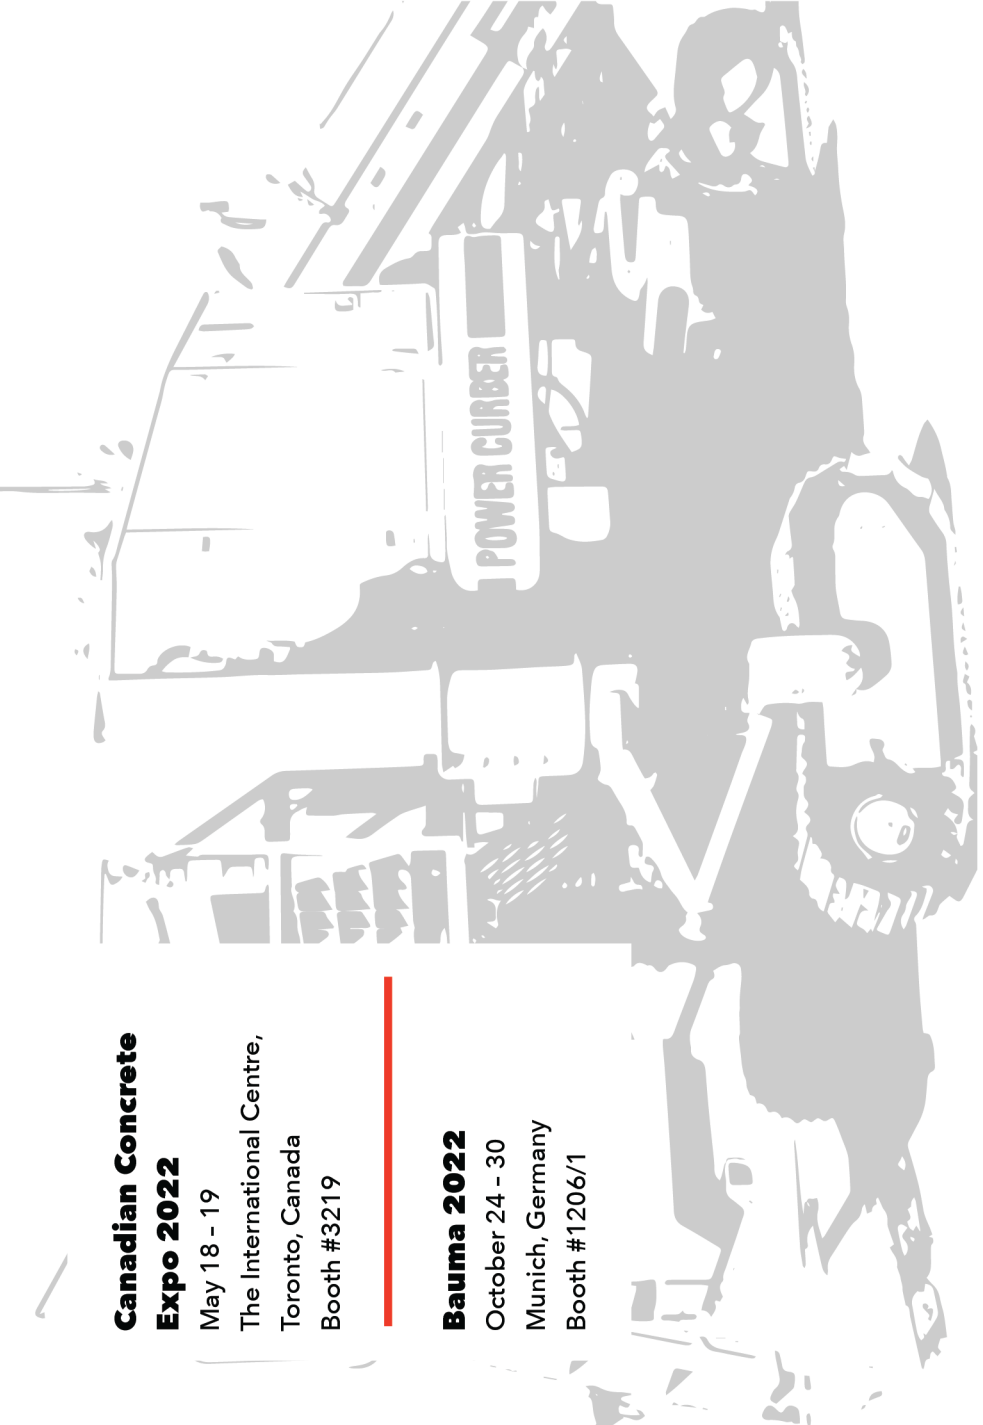 POWER CURBER
Canadian Concrete
Expo 2022
May 18 – 19
The International Centre,
Toronto, Canada
Booth #3219
Bauma 2022
October 24 – 30
Munich, Germany
Booth #1206/1